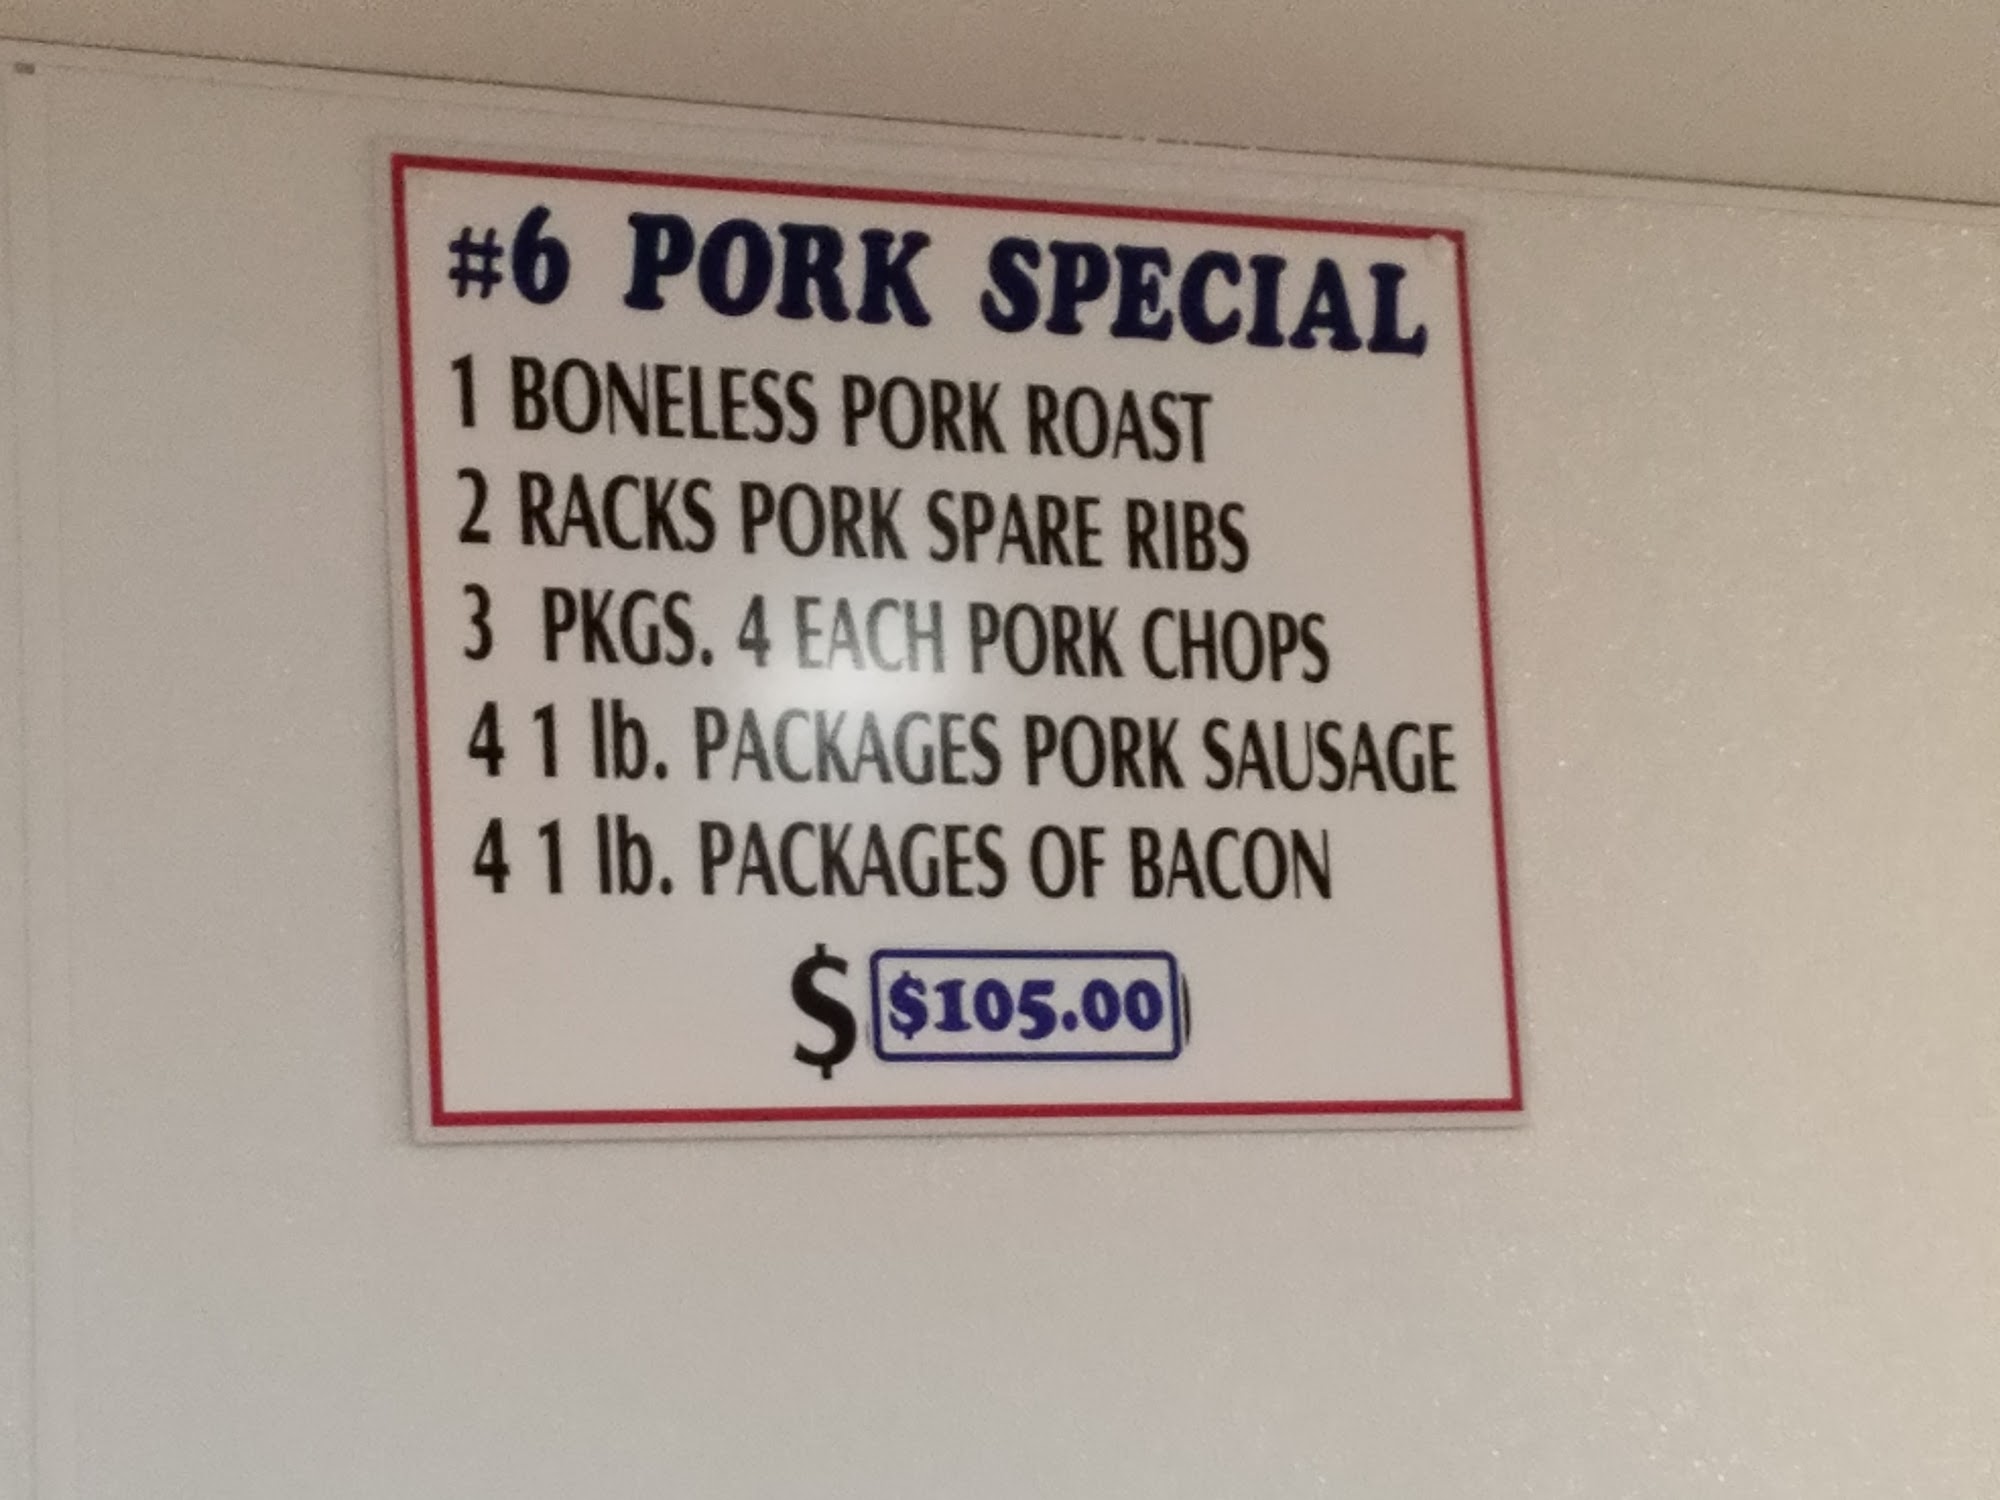 #6 PORK SPECIAL
1 BONELESS PORK ROAST
2 RACKS PORK SPARE RIBS
3 PKGS. 4 EACH PORK CHOPS
4 1 lb. PACKAGES PORK SAUSAGE
4 1 lb. PACKAGES OF BACON
$ $105.00